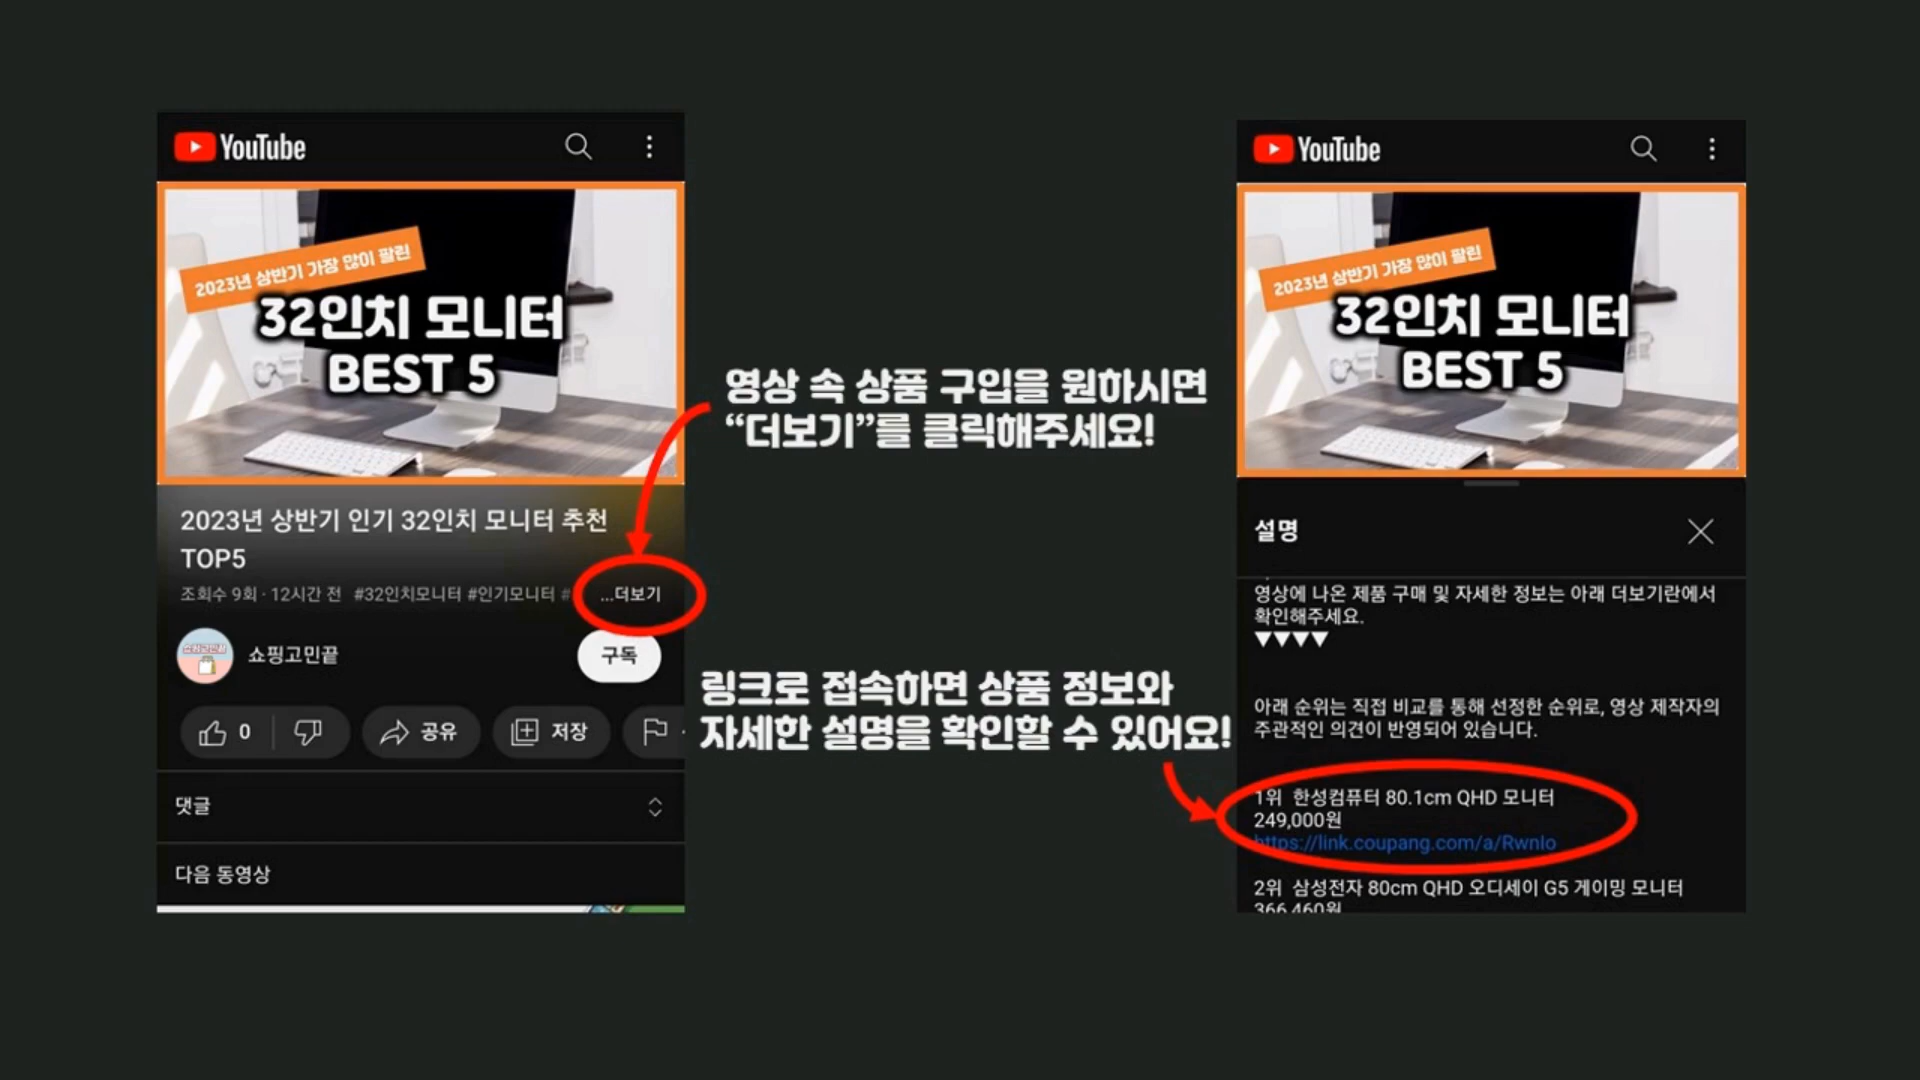 YouTube
2023년 상반기 가장 많이 팔린
32인치 모니터
BEST 5
2023년 상반기 인기 32인치 모니터 추천
TOP5
조회수 9회 · 12시간 전 #32인치모니터 #인기모니터 # ...더보기
쇼핑고민끝
쇼핑고민끝
구독
0
공유
저장
댓글
다음 동영상
영상 속 상품 구입을 원하시면
“더보기”를 클릭해주세요!
링크로 접속하면 상품 정보와
자세한 설명을 확인할 수 있어요!
YouTube
2023년 상반기 가장 많이 팔린
32인치 모니터
BEST 5
설명
영상에 나온 제품 구매 및 자세한 정보는 아래 더보기란에서
확인해주세요.
▼▼▼▼
아래 순위는 직접 비교를 통해 선정한 순위로, 영상 제작자의
주관적인 의견이 반영되어 있습니다.
1위 한성컴퓨터 80.1cm QHD 모니터
249,000원
https://link.coupang.com/a/RwnIo
2위 삼성전자 80cm QHD 오디세이 G5 게이밍 모니터
366,460원